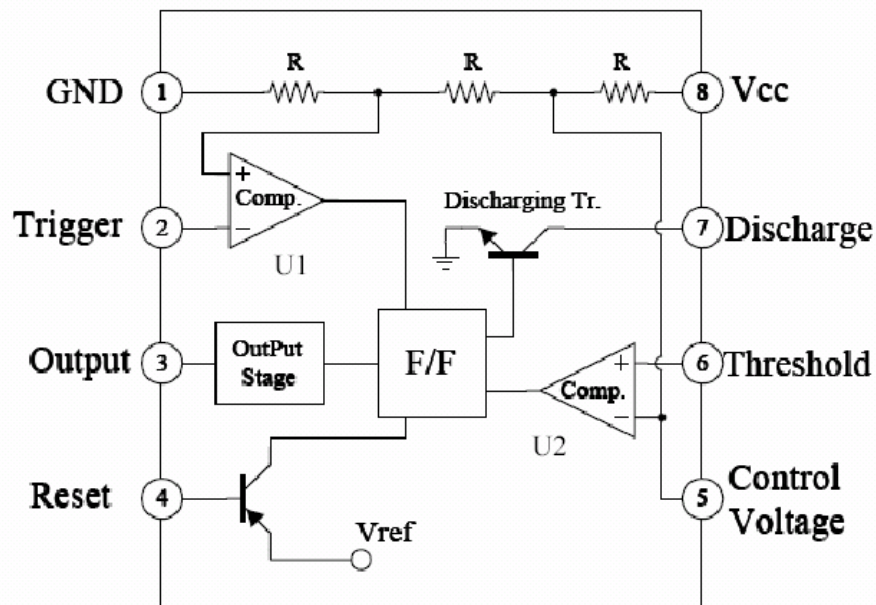 R R R
GND 1 8 Vcc
+
Comp.
−
U1
Trigger 2
Discharging Tr.
7 Discharge
Output 3
OutPut
Stage
F/F
+
Comp.
−
U2
6 Threshold
Reset 4
Vref
5 Control
Voltage